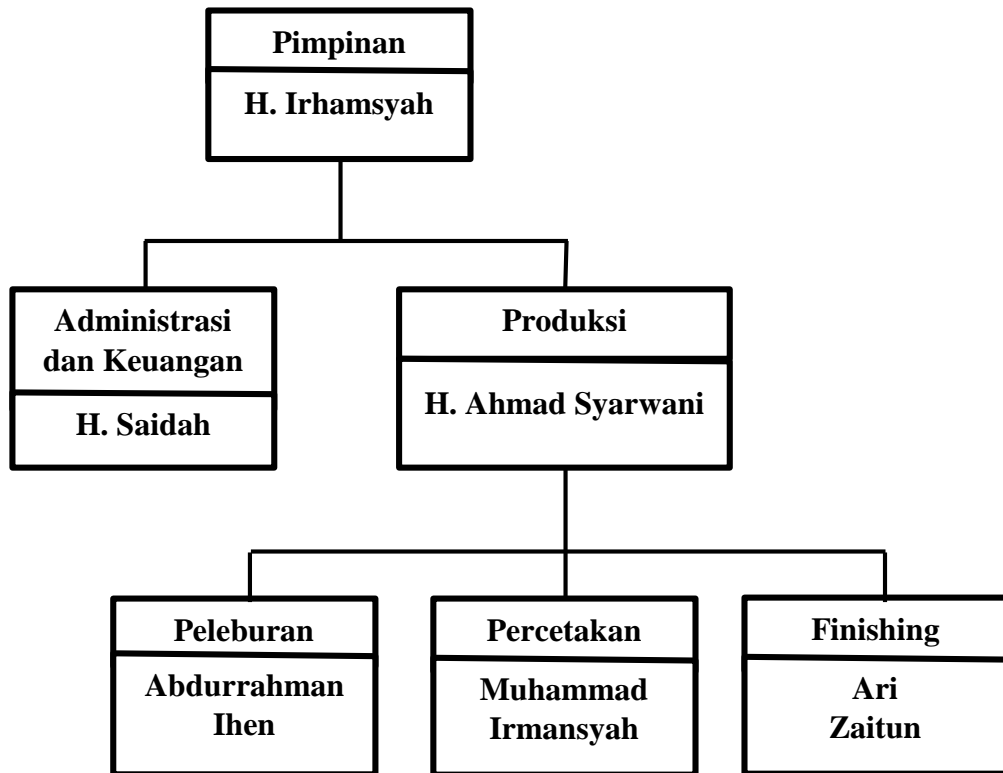 Pimpinan
H. Irhamsyah
Administrasi
dan Keuangan
H. Saidah
Produksi
H. Ahmad Syarwani
Peleburan
Abdurrahman
Ihen
Percetakan
Muhammad
Irmansyah
Finishing
Ari
Zaitun